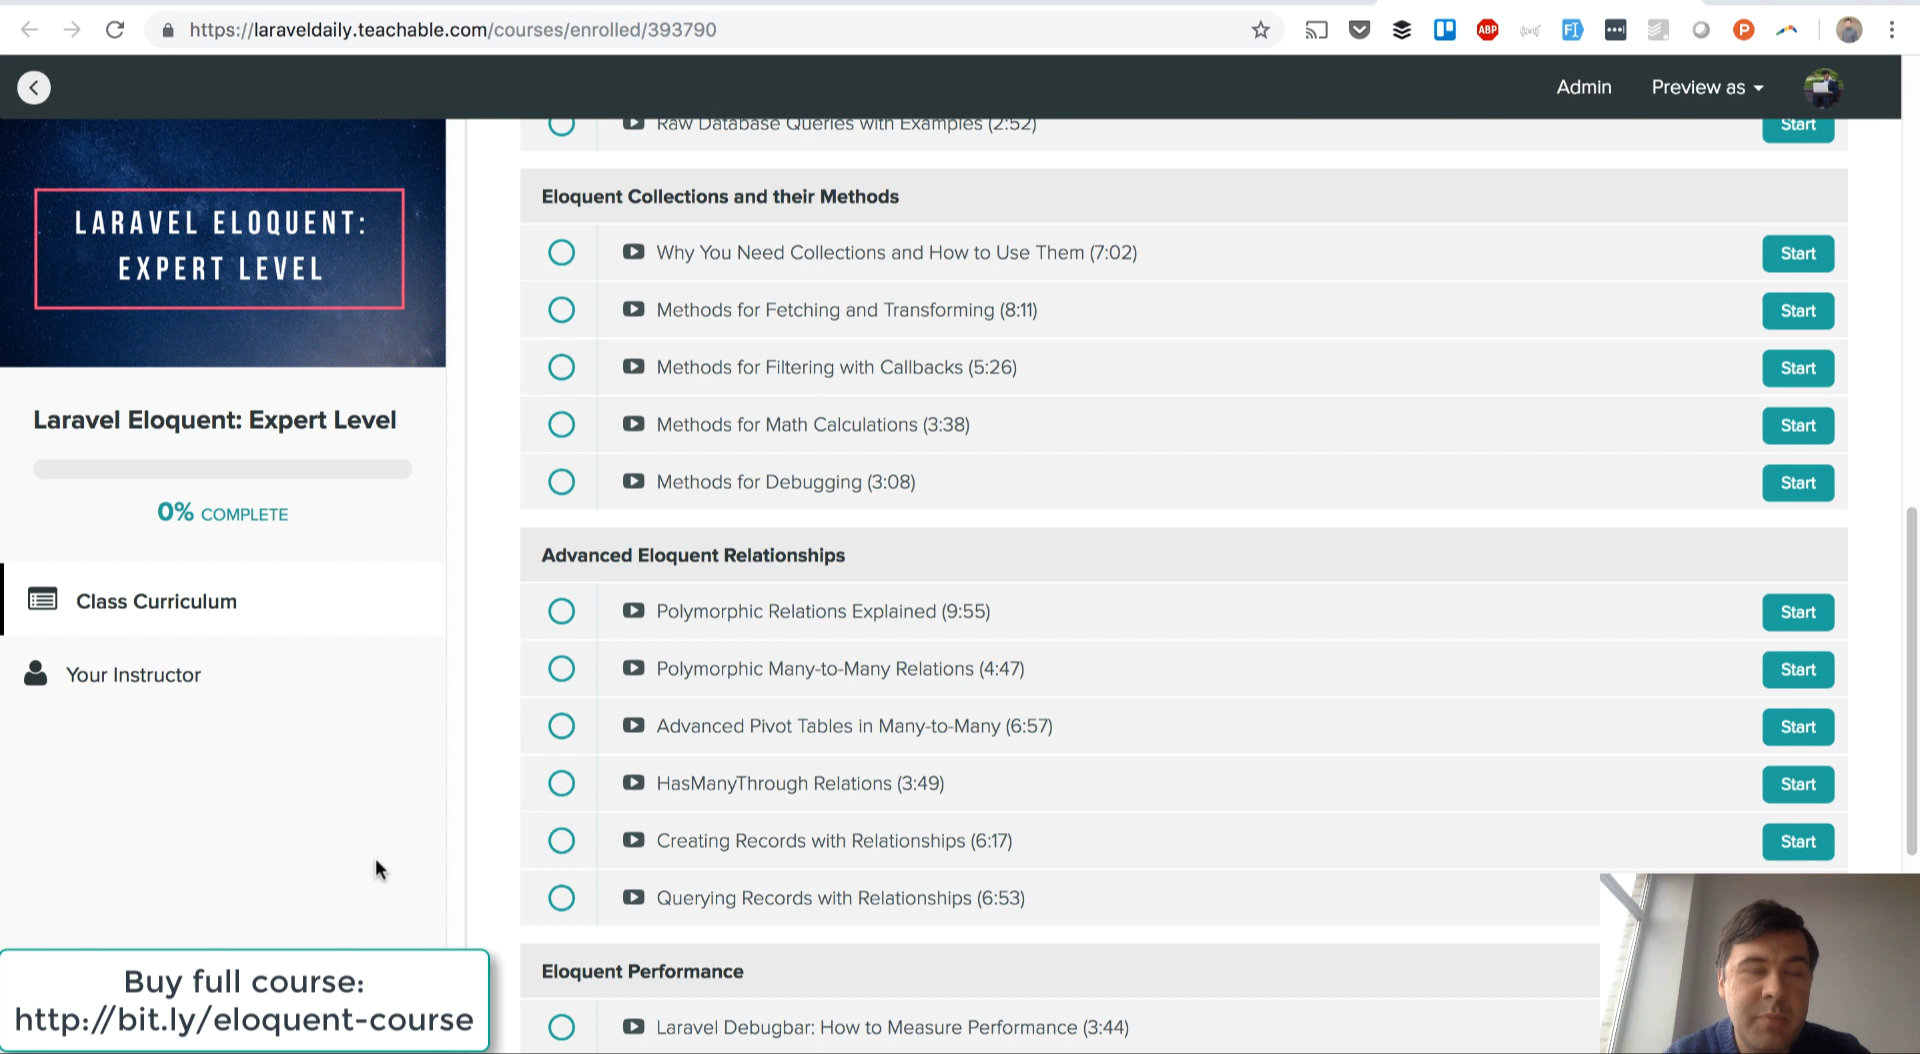 https://laraveldaily.teachable.com/courses/enrolled/393790
ABP
P
Admin
Preview as
Raw Database Queries with Examples (2:52)
Start
LARAVEL ELOQUENT:
EXPERT LEVEL
Laravel Eloquent: Expert Level
0% COMPLETE
Class Curriculum
Your Instructor
Eloquent Collections and their Methods
Why You Need Collections and How to Use Them (7:02)
Start
Methods for Fetching and Transforming (8:11)
Start
Methods for Filtering with Callbacks (5:26)
Start
Methods for Math Calculations (3:38)
Start
Methods for Debugging (3:08)
Start
Advanced Eloquent Relationships
Polymorphic Relations Explained (9:55)
Start
Polymorphic Many-to-Many Relations (4:47)
Start
Advanced Pivot Tables in Many-to-Many (6:57)
Start
HasManyThrough Relations (3:49)
Start
Creating Records with Relationships (6:17)
Start
Querying Records with Relationships (6:53)
Eloquent Performance
Laravel Debugbar: How to Measure Performance (3:44)
Buy full course:
http://bit.ly/eloquent-course